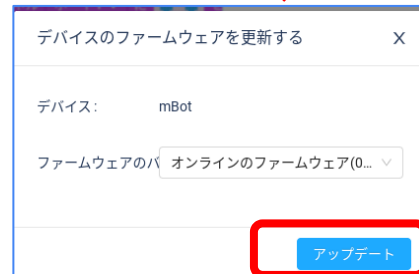 デバイスのファームウェアを更新する X
デバイス: mBot
ファームウェアのバ オンラインのファームウェア(0...
アップデート